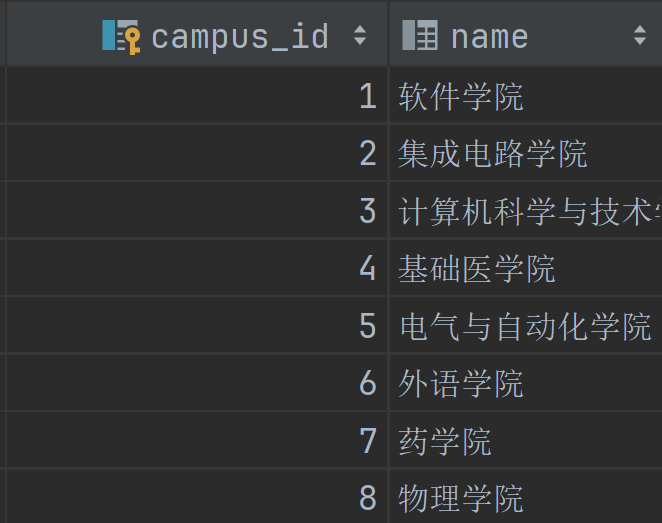 campus_id name
1 软件学院
2 集成电路学院
3 计算机科学与技术
4 基础医学院
5 电气与自动化学院
6 外语学院
7 药学院
8 物理学院